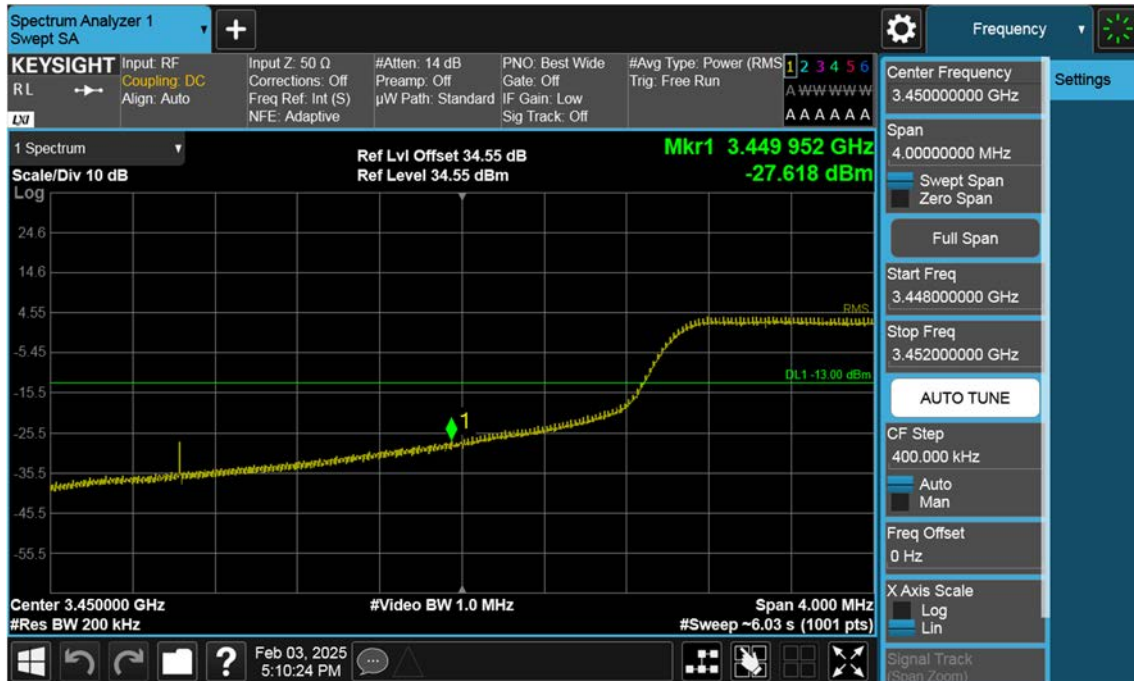 Spectrum Analyzer 1
Swept SA
Frequency
KEYSIGHT
RL
LXI
Input: RF
Coupling: DC
Align: Auto
Input Z: 50 Ω
Corrections: Off
Freq Ref: Int (S)
NFE: Adaptive
#Atten: 14 dB
Preamp: Off
µW Path: Standard
PNO: Best Wide
Gate: Off
IF Gain: Low
Sig Track: Off
#Avg Type: Power (RMS
Trig: Free Run
1 2 3 4 5 6
A W W W W W
A A A A A A
1 Spectrum
Scale/Div 10 dB
Ref Lvl Offset 34.55 dB
Ref Level 34.55 dBm
Mkr1 3.449 952 GHz
-27.618 dBm
Log
24.6
14.6
4.55
-5.45
-15.5
-25.5
-35.5
-45.5
-55.5
RMS
DL1 -13.00 dBm
1
Center 3.450000 GHz
#Video BW 1.0 MHz
Span 4.000 MHz
#Res BW 200 kHz
#Sweep ~6.03 s (1001 pts)
Center Frequency
3.450000000 GHz
Settings
Span
4.00000000 MHz
Swept Span
Zero Span
Full Span
Start Freq
3.448000000 GHz
Stop Freq
3.452000000 GHz
AUTO TUNE
CF Step
400.000 kHz
Auto
Man
Freq Offset
0 Hz
X Axis Scale
Log
Lin
Signal Track
(Span Zoom)
Feb 03, 2025
5:10:24 PM